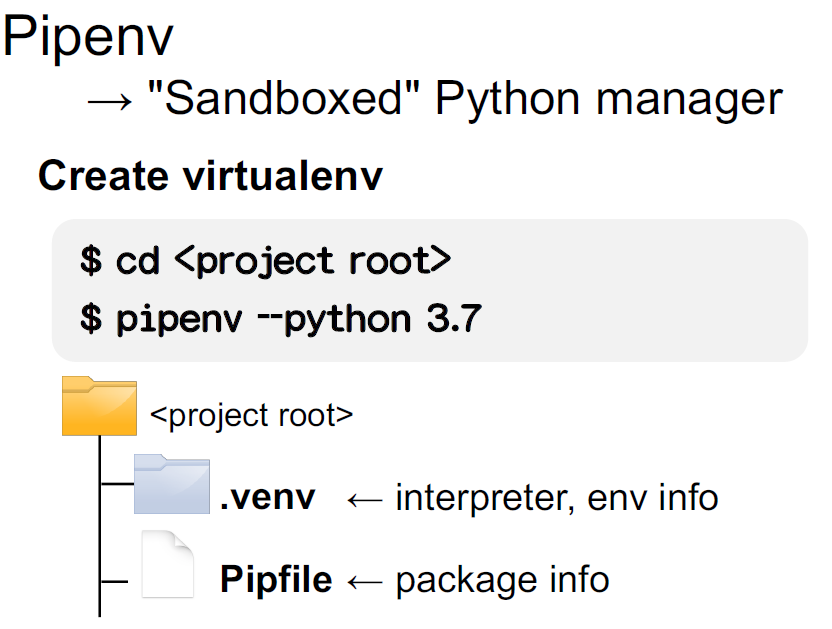 Pipenv
→ "Sandboxed" Python manager
Create virtualenv
$ cd <project root>
$ pipenv --python 3.7
<project root>
.venv ← interpreter, env info
Pipfile ← package info